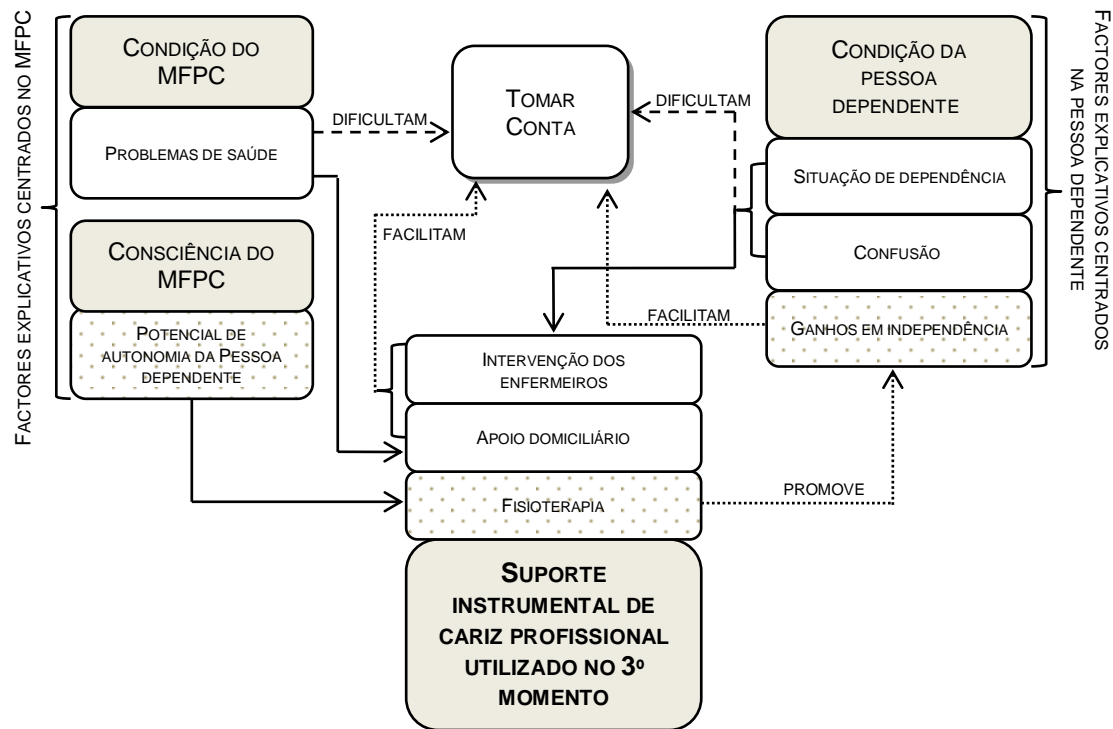 FACTORES EXPLICATIVOS CENTRADOS NO MFPC
CONDIÇÃO DO
MFPC
PROBLEMAS DE SAÚDE
CONSCIÊNCIA DO
MFPC
POTENCIAL DE
AUTONOMIA DA PESSOA
DEPENDENTE
DIFICULTAM
TOMAR
CONTA
DIFICULTAM
FACILITAM
FACILITAM
CONDIÇÃO DA
PESSOA
DEPENDENTE
SITUAÇÃO DE DEPENDÊNCIA
CONFUSÃO
GANHOS EM INDEPENDÊNCIA
FACTORES EXPLICATIVOS CENTRADOS
NA PESSOA DEPENDENTE
INTERVENÇÃO DOS
ENFERMEIROS
APOIO DOMICILIÁRIO
FISIOTERAPIA
PROMOVE
SUPORTE
INSTRUMENTAL DE
CARIZ PROFISSIONAL
UTILIZADO NO 3º
MOMENTO